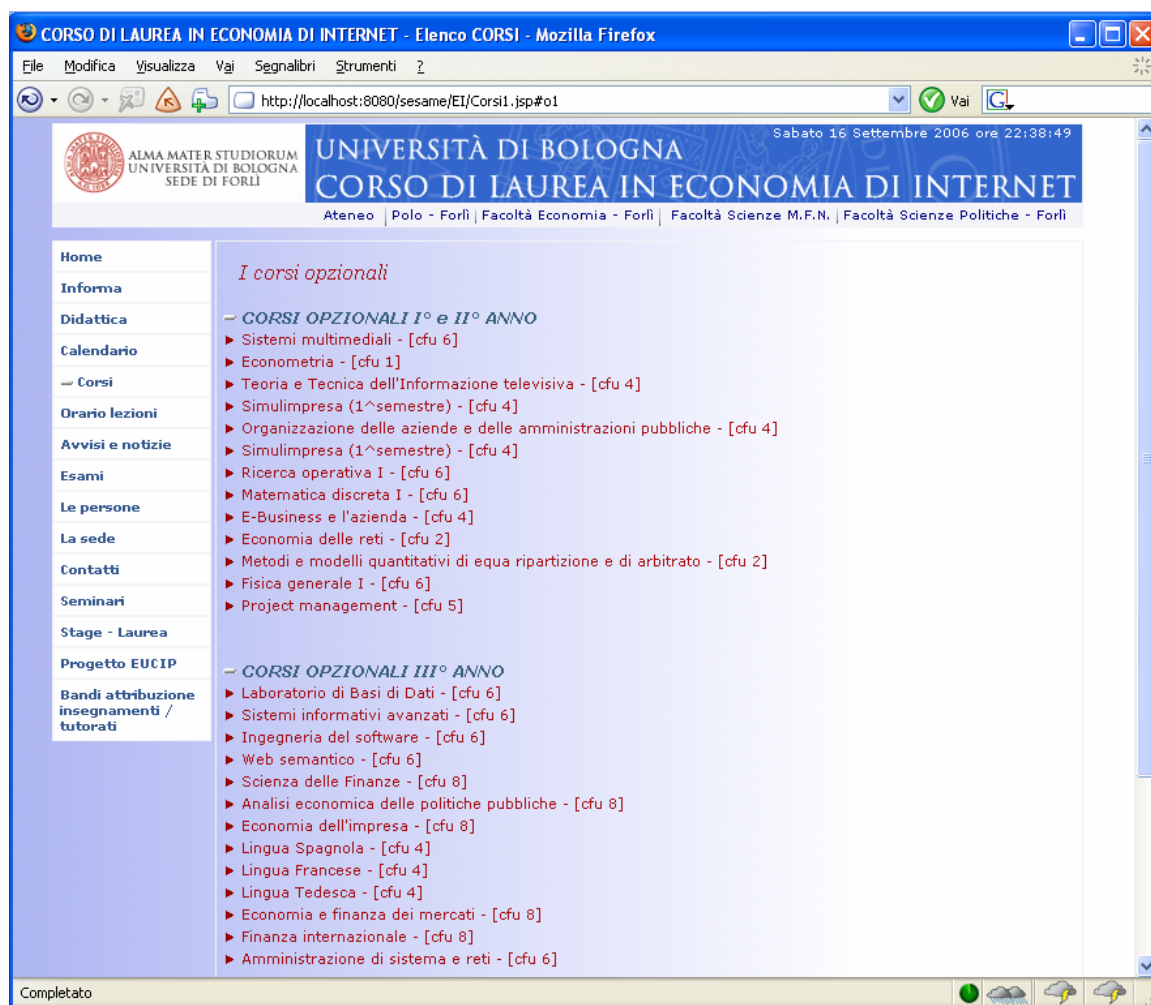 CORSO DI LAUREA IN ECONOMIA DI INTERNET - Elenco CORSI - Mozilla Firefox
File Modifica Visualizza Vai Segnalibri Strumenti ?
http://localhost:8080/sesame/EI/Corsi1.jsp#o1 Vai
Sabato 16 Settembre 2006 ore 22:38:49
ALMA MATER STUDIORUM
UNIVERSITÀ DI BOLOGNA
SEDE DI FORLÌ
UNIVERSITÀ DI BOLOGNA
CORSO DI LAUREA IN ECONOMIA DI INTERNET
Ateneo | Polo - Forlì | Facoltà Economia - Forlì | Facoltà Scienze M.F.N. | Facoltà Scienze Politiche - Forlì
Home
Informa
Didattica
Calendario
Corsi
Orario lezioni
Avvisi e notizie
Esami
Le persone
La sede
Contatti
Seminari
Stage - Laurea
Progetto EUCIP
Bandi attribuzione
insegnamenti /
tutorati
I corsi opzionali
CORSI OPZIONALI I° e II° ANNO
Sistemi multimediali - [cfu 6]
Econometria - [cfu 1]
Teoria e Tecnica dell'Informazione televisiva - [cfu 4]
Simulimpresa (1^semestre) - [cfu 4]
Organizzazione delle aziende e delle amministrazioni pubbliche - [cfu 4]
Simulimpresa (1^semestre) - [cfu 4]
Ricerca operativa I - [cfu 6]
Matematica discreta I - [cfu 6]
E-Business e l'azienda - [cfu 4]
Economia delle reti - [cfu 2]
Metodi e modelli quantitativi di equa ripartizione e di arbitrato - [cfu 2]
Fisica generale I - [cfu 6]
Project management - [cfu 5]
CORSI OPZIONALI III° ANNO
Laboratorio di Basi di Dati - [cfu 6]
Sistemi informativi avanzati - [cfu 6]
Ingegneria del software - [cfu 6]
Web semantico - [cfu 6]
Scienza delle Finanze - [cfu 8]
Analisi economica delle politiche pubbliche - [cfu 8]
Economia dell'impresa - [cfu 8]
Lingua Spagnola - [cfu 4]
Lingua Francese - [cfu 4]
Lingua Tedesca - [cfu 4]
Economia e finanza dei mercati - [cfu 8]
Finanza internazionale - [cfu 8]
Amministrazione di sistema e reti - [cfu 6]
Completato